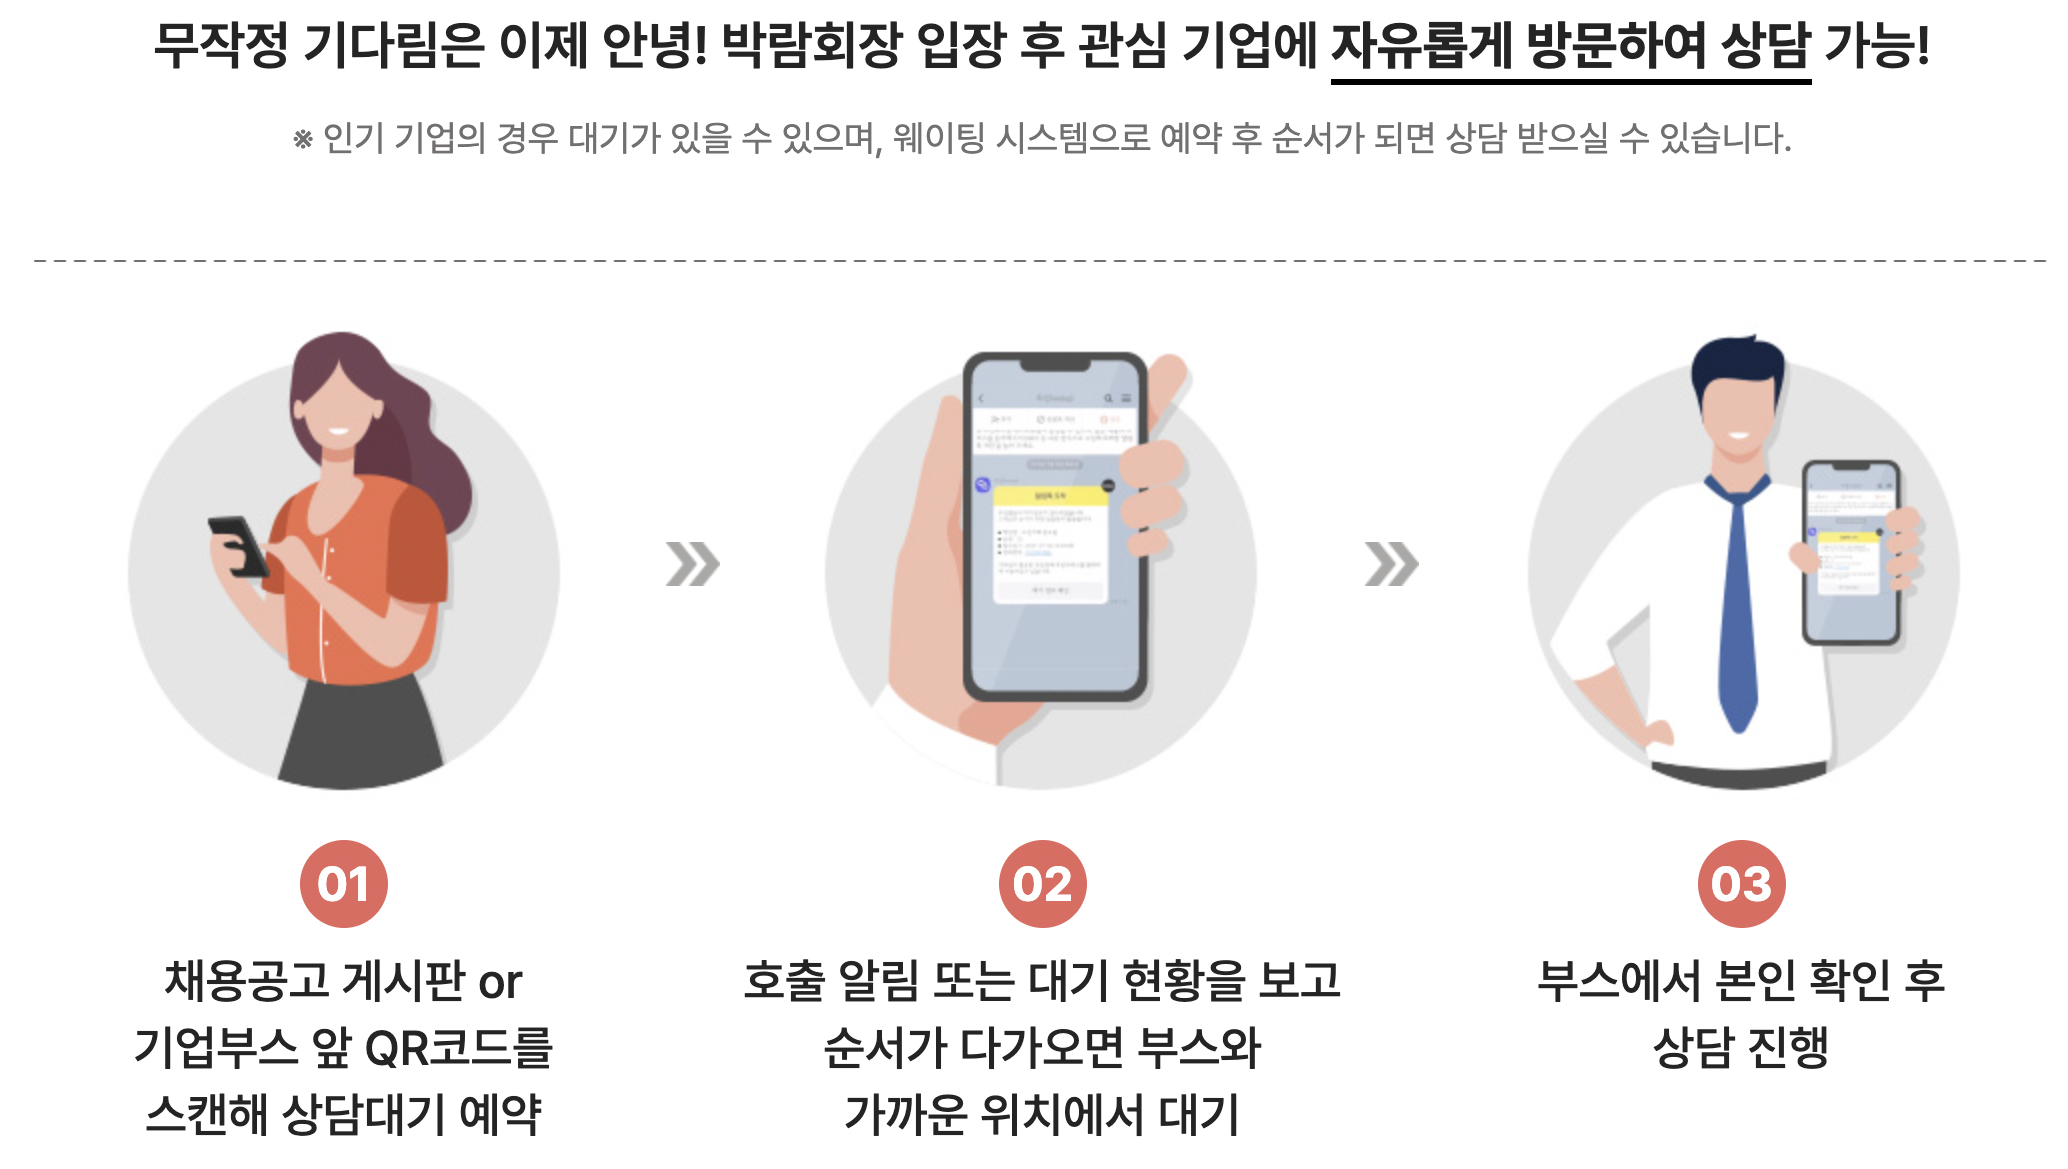 무작정 기다림은 이제 안녕! 박람회장 입장 후 관심 기업에 자유롭게 방문하여 상담 가능!
※ 인기 기업의 경우 대기가 있을 수 있으며, 웨이팅 시스템으로 예약 후 순서가 되면 상담 받으실 수 있습니다.
01
채용공고 게시판 or
기업부스 앞 QR코드를
스캔해 상담대기 예약
02
호출 알림 또는 대기 현황을 보고
순서가 다가오면 부스와
가까운 위치에서 대기
03
부스에서 본인 확인 후
상담 진행